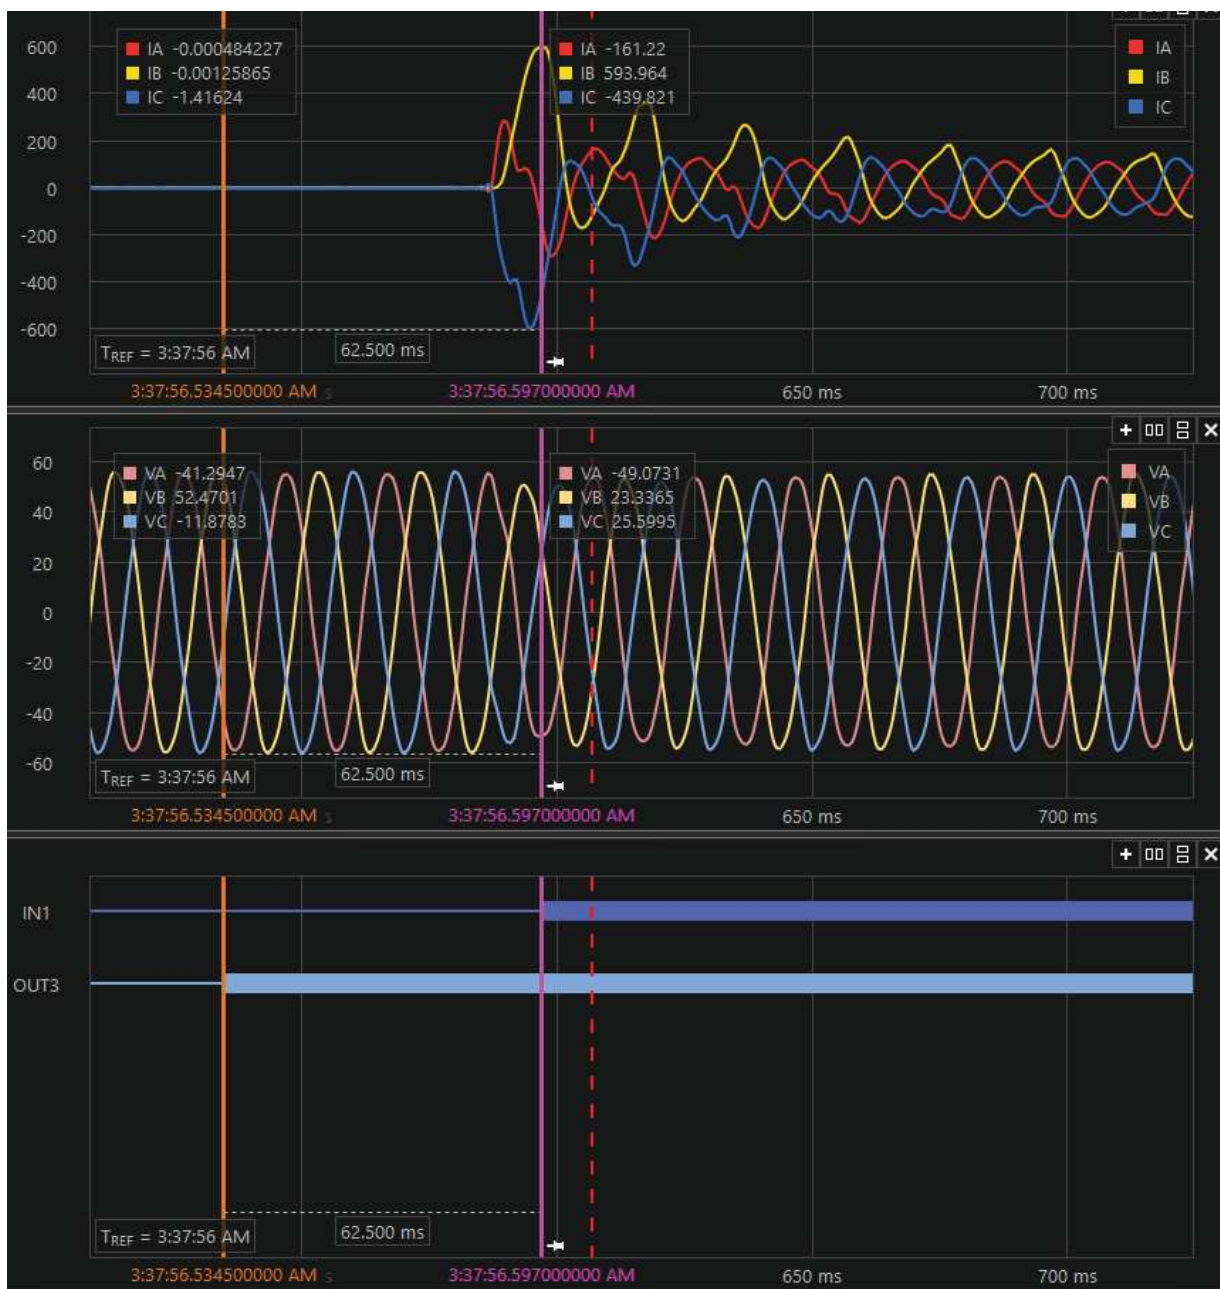 600
400
200
0
-200
-400
-600
IA -0.000484227
IB -0.00125865
IC -1.41624
IA -161.22
IB 593.964
IC -439.821
IA
IB
IC
TREF = 3:37:56 AM
62.500 ms
3:37:56.534500000 AM s
3:37:56.597000000 AM
650 ms
700 ms
60
40
20
0
-20
-40
-60
VA -41.2947
VB 52.4701
VC -11.8783
VA -49.0731
VB 23.3365
VC 25.5995
VA
VB
VC
TREF = 3:37:56 AM
62.500 ms
3:37:56.534500000 AM s
3:37:56.597000000 AM
650 ms
700 ms
IN1
OUT3
TREF = 3:37:56 AM
62.500 ms
3:37:56.534500000 AM s
3:37:56.597000000 AM
650 ms
700 ms